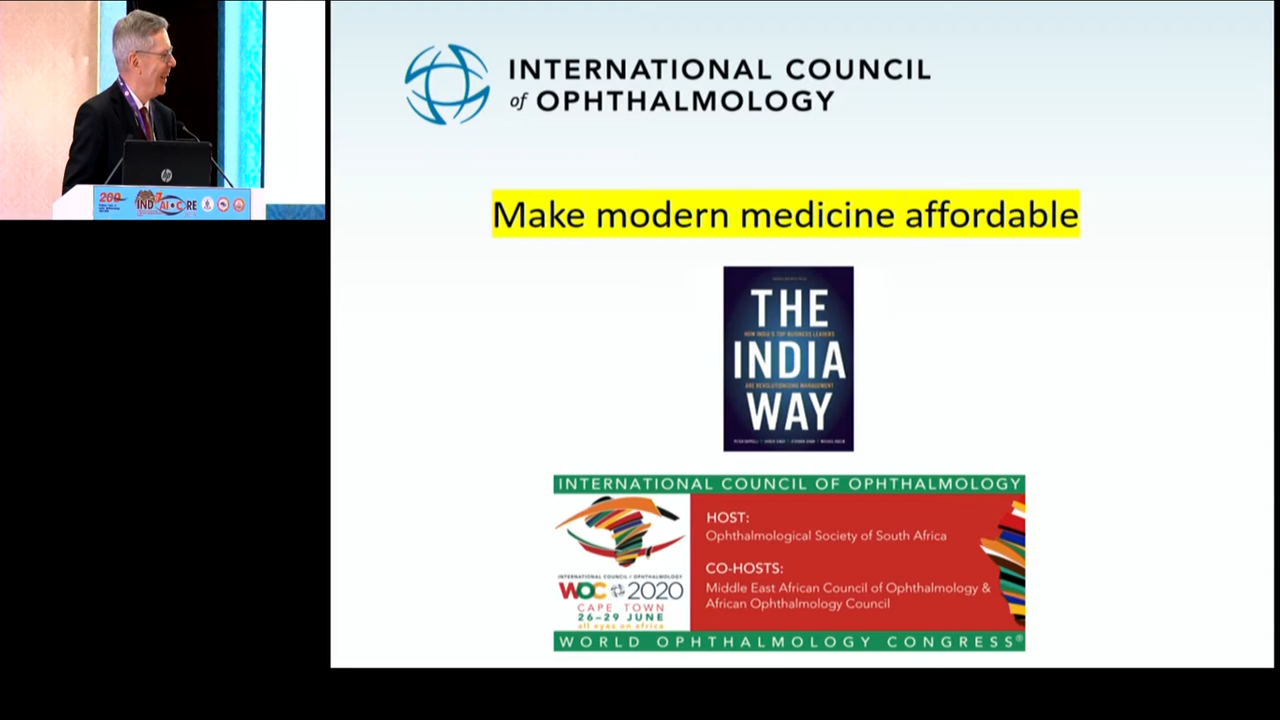 INTERNATIONAL COUNCIL
of OPHTHALMOLOGY
Make modern medicine affordable
THE
HOW INDIA'S TOP BUSINESS LEADERS
INDIA
ARE REVOLUTIONIZING MANAGEMENT
WAY
INTERNATIONAL COUNCIL OF OPHTHALMOLOGY
INTERNATIONAL COUNCIL of OPHTHALMOLOGY
WOC 2020
CAPE TOWN
26–29 JUNE
all eyes on africa
HOST:
Ophthalmological Society of South Africa
CO-HOSTS:
Middle East African Council of Ophthalmology &
African Ophthalmology Council
WORLD OPHTHALMOLOGY CONGRESS®
hp
200